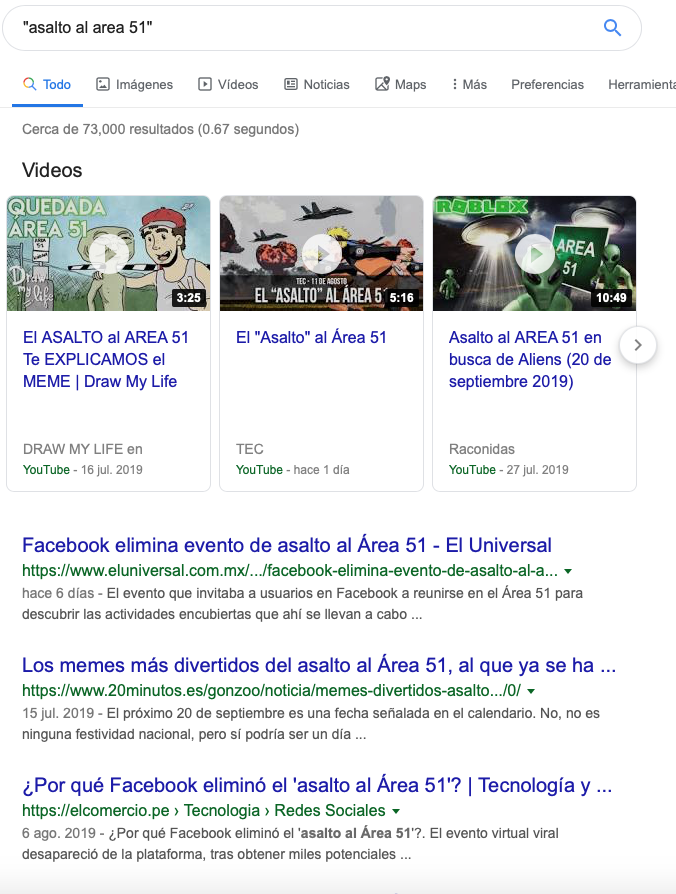 "asalto al area 51"
Todo Imágenes Vídeos Noticias Maps Más Preferencias Herramienta
Cerca de 73,000 resultados (0.67 segundos)
Videos
QUEDADA
ÁREA 51
AREA
51
Draw
my
life
3:25
El ASALTO al AREA 51
Te EXPLICAMOS el
MEME | Draw My Life
DRAW MY LIFE en
YouTube - 16 jul. 2019
TEC - 11 DE AGOSTO
EL “ASALTO” AL ÁREA 5
5:16
El "Asalto" al Área 51
TEC
YouTube - hace 1 día
ROBLOX
AREA
51
10:49
Asalto al AREA 51 en
busca de Aliens (20 de
septiembre 2019)
Raconidas
YouTube - 27 jul. 2019
Facebook elimina evento de asalto al Área 51 - El Universal
https://www.eluniversal.com.mx/.../facebook-elimina-evento-de-asalto-al-a...
hace 6 días - El evento que invitaba a usuarios en Facebook a reunirse en el Área 51 para
descubrir las actividades encubiertas que ahí se llevan a cabo ...
Los memes más divertidos del asalto al Área 51, al que ya se ha ...
https://www.20minutos.es/gonzoo/noticia/memes-divertidos-asalto.../0/
15 jul. 2019 - El próximo 20 de septiembre es una fecha señalada en el calendario. No, no es
ninguna festividad nacional, pero sí podría ser un día ...
¿Por qué Facebook eliminó el 'asalto al Área 51'? | Tecnología y ...
https://elcomercio.pe › Tecnologia › Redes Sociales
6 ago. 2019 - ¿Por qué Facebook eliminó el 'asalto al Área 51'?. El evento virtual viral
desapareció de la plataforma, tras obtener miles potenciales ...